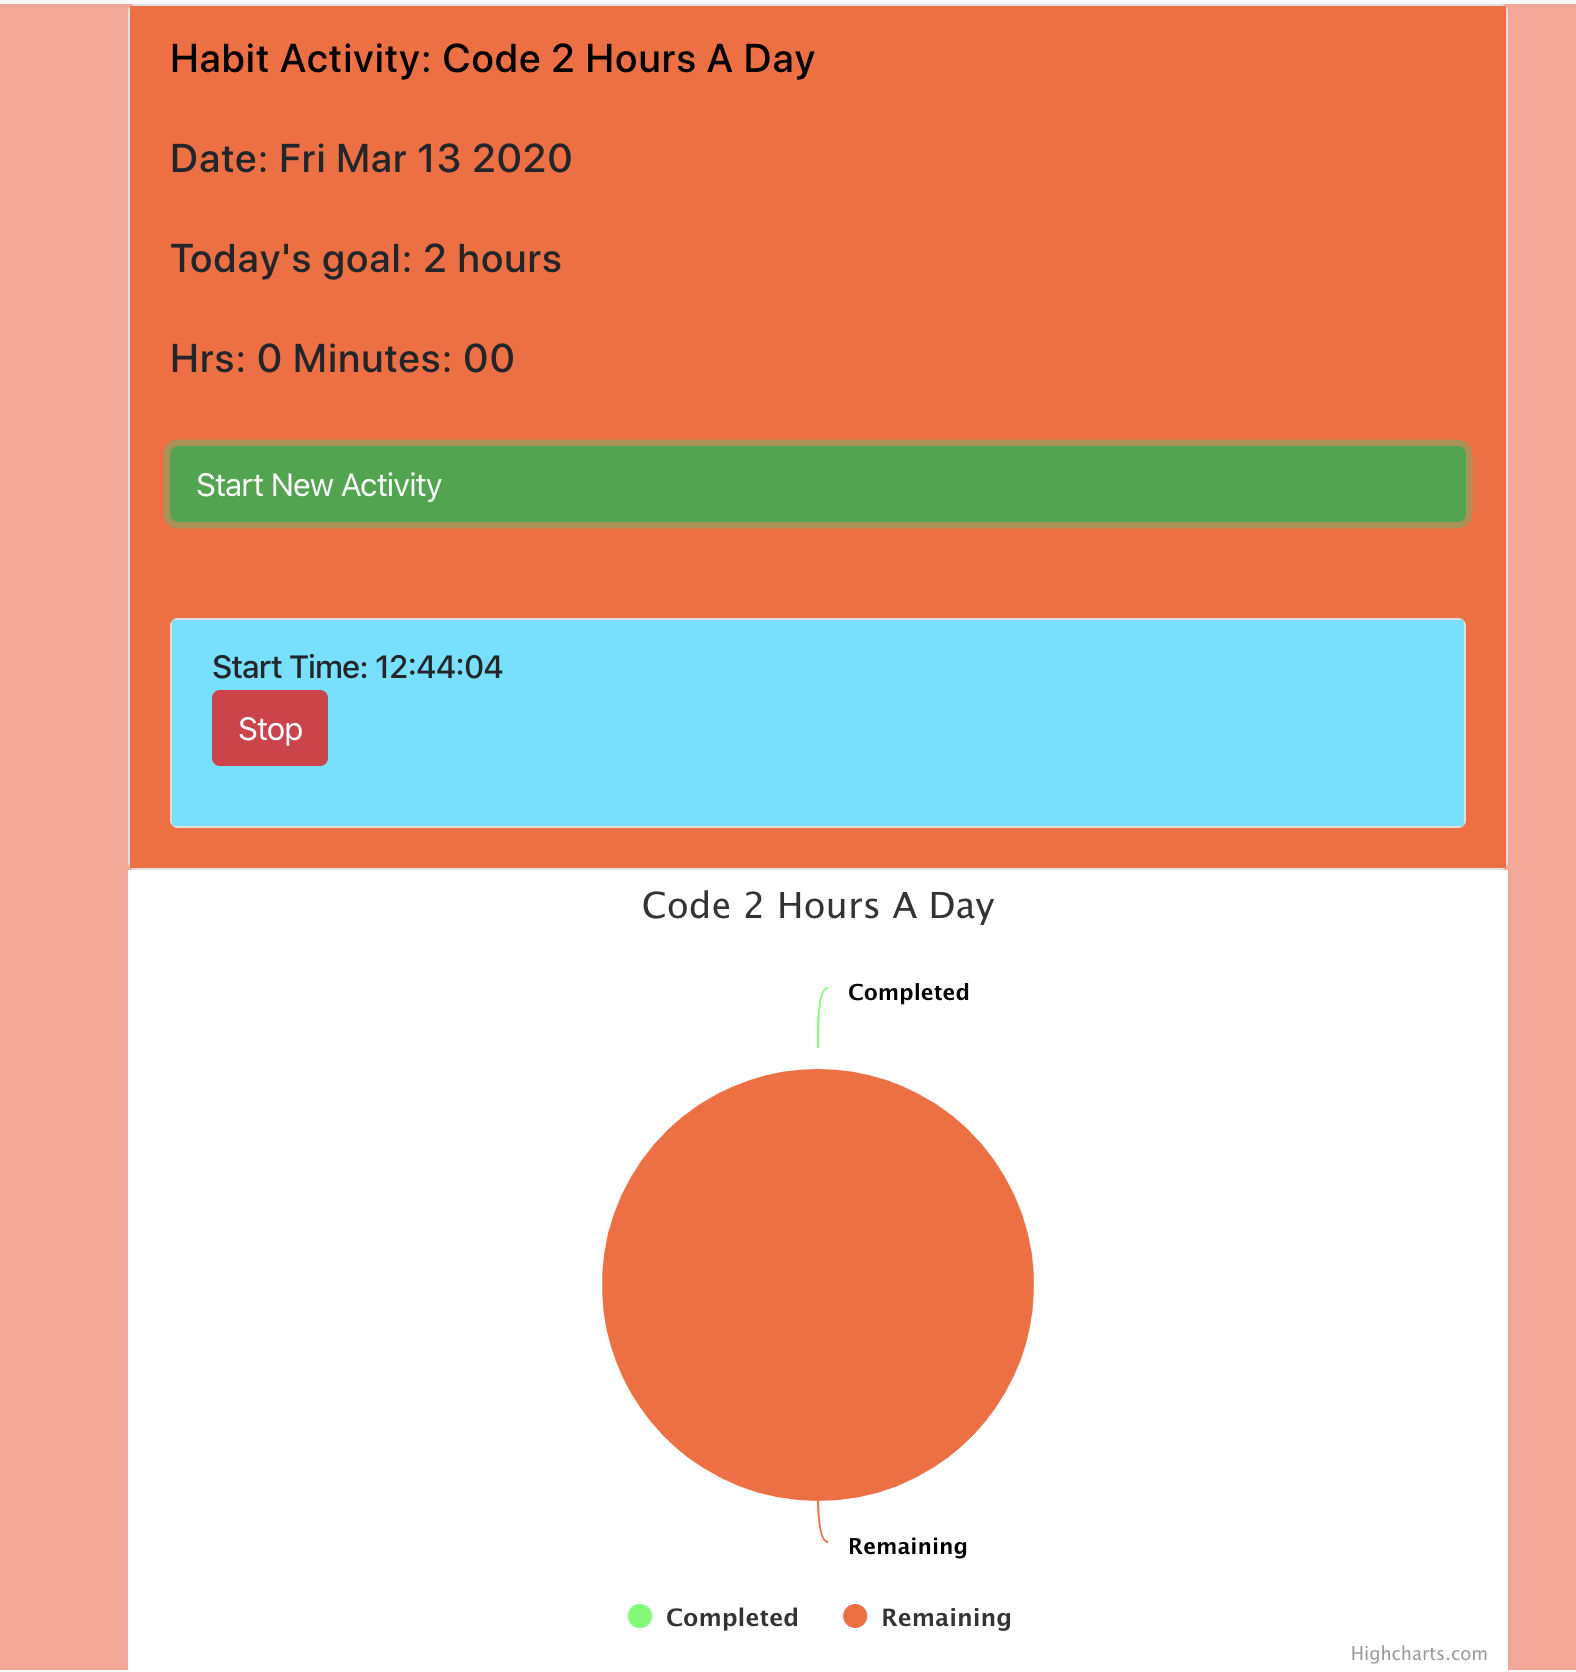 Habit Activity: Code 2 Hours A Day
Date: Fri Mar 13 2020
Today's goal: 2 hours
Hrs: 0 Minutes: 00
Start New Activity
Start Time: 12:44:04
Stop
Code 2 Hours A Day
Completed
Remaining
Completed Remaining
Highcharts.com